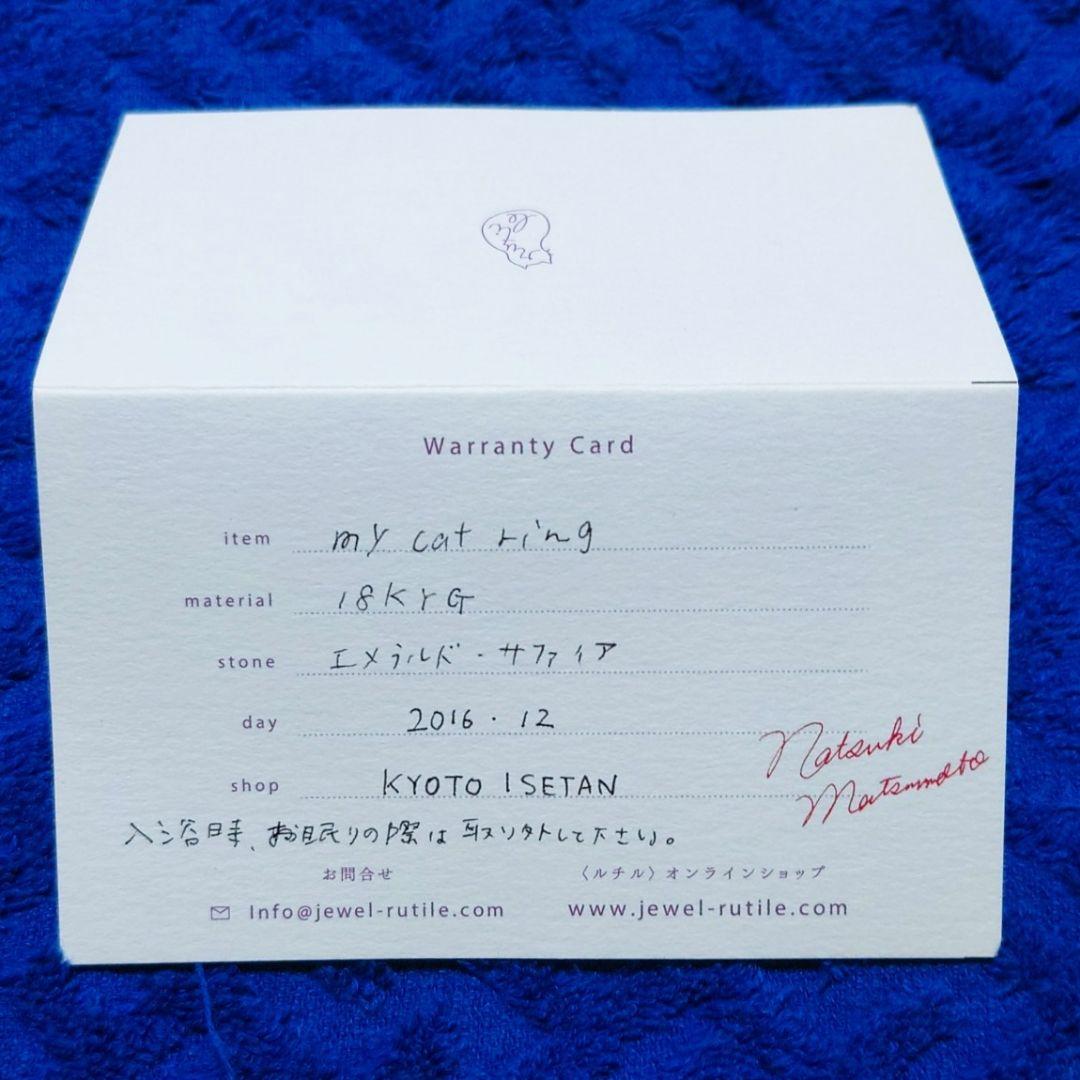 rutile
Warranty Card
item my cat ring
material 18KYG
stone エメラルド・サファイア
day 2016・12
shop KYOTO ISETAN
Natsuki
Matsumoto
入浴時、お眠りの際は取り外して下さい。
お問合せ 〈ルチル〉オンラインショップ
Info@jewel-rutile.com www.jewel-rutile.com